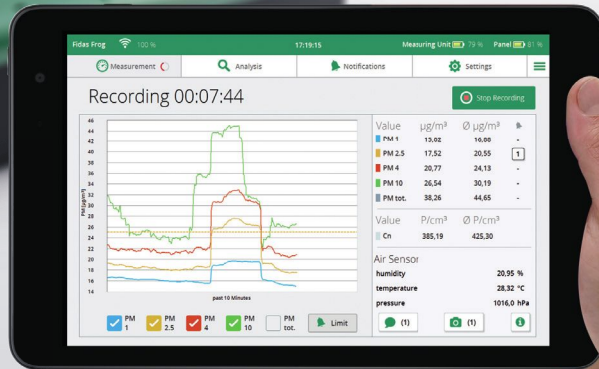 Fidas Frog 100 % 17:19:15 Measuring Unit 79 % Panel 81 %
Measurement Analysis Notifications Settings
Recording 00:07:44 Stop Recording
46
44
42
40
38
36
34
32
30
28
26
24
22
20
18
16
14
PM [µg/m³]
past 10 Minutes
PM 1 PM 2.5 PM 4 PM 10 PM tot. Limit
Value µg/m³ Ø µg/m³
PM 1 -
PM 2.5 17,52 20,55 1
PM 4 20,77 24,13 -
PM 10 26,54 30,19 -
PM tot. 38,26 44,65 -
Value P/cm³ Ø P/cm³
Cn 385,19 425,30
Air Sensor
humidity 20,95 %
temperature 28,32 °C
pressure 1016,0 hPa
(1) (1)